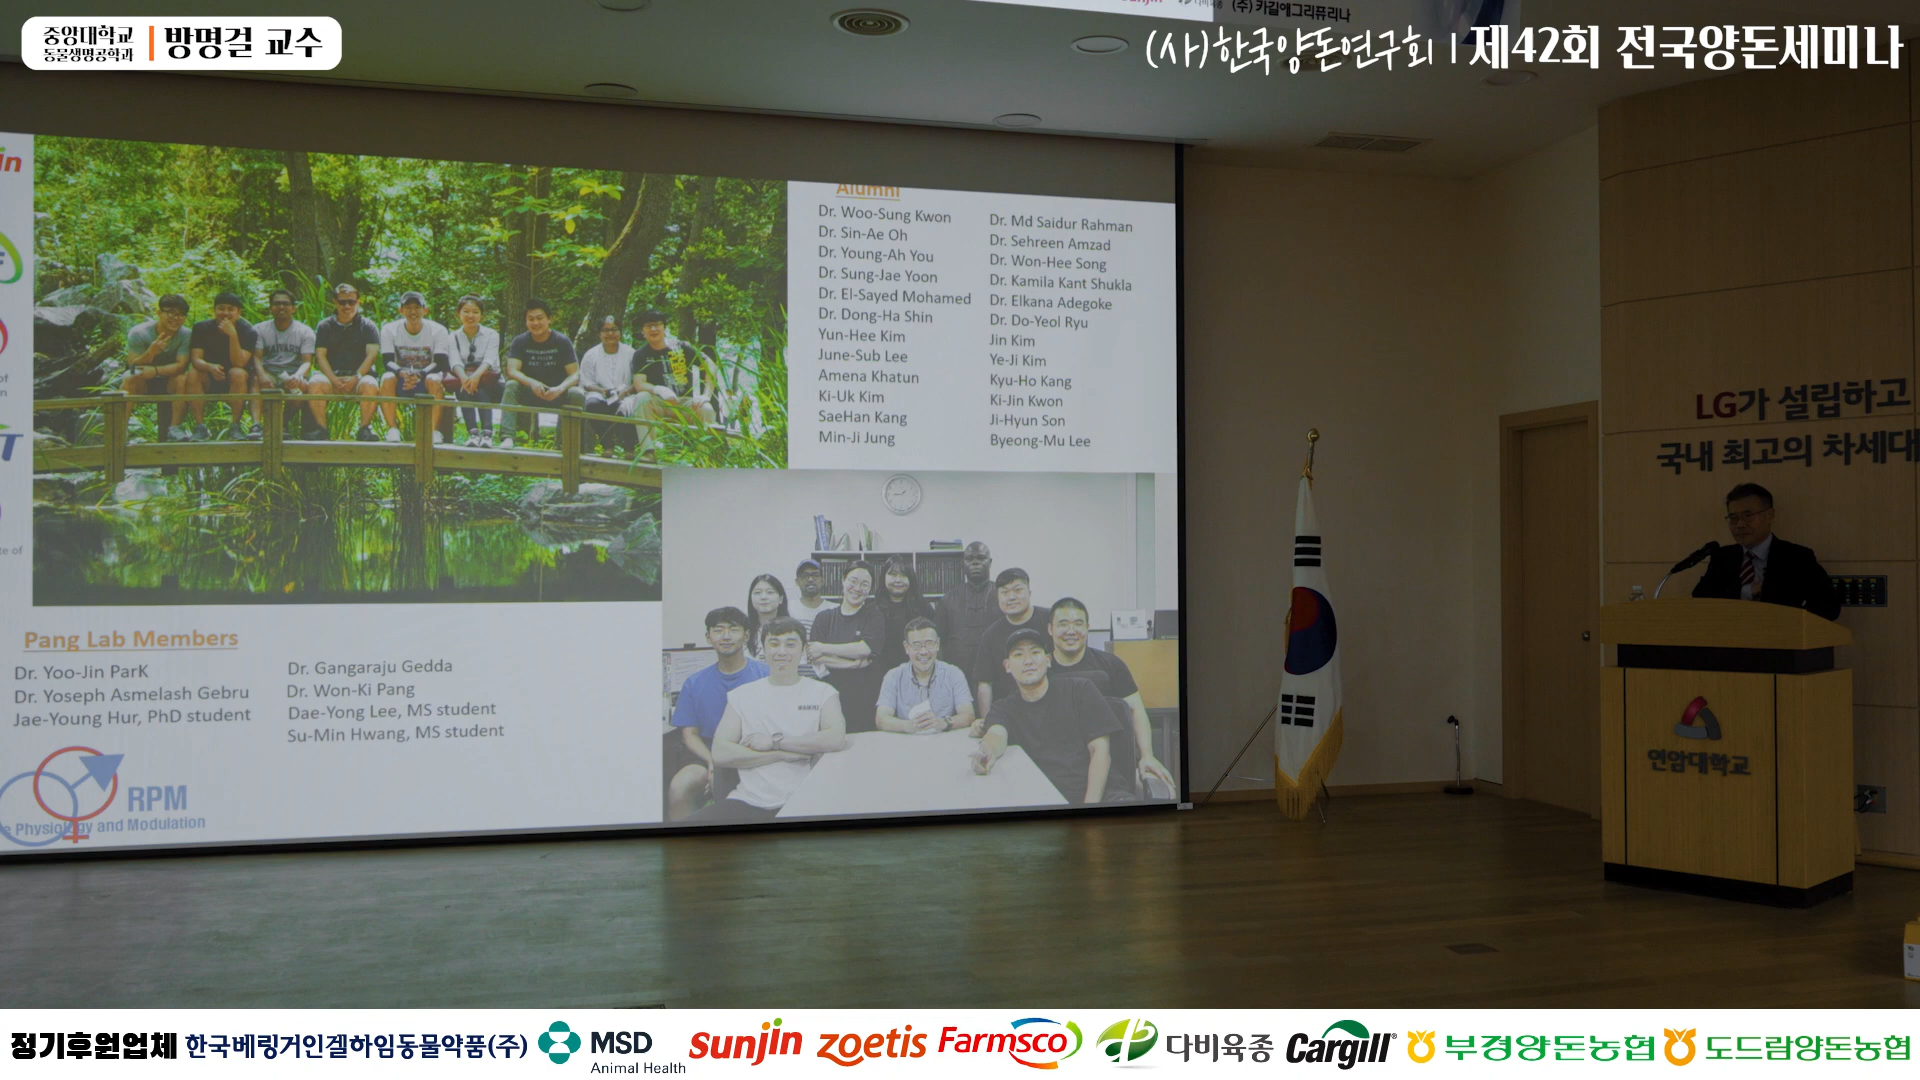 중앙대학교
동물생명공학과
방명걸 교수
(주) 카길애그리퓨리나
(사)한국양돈연구회 | 제42회 전국양돈세미나
Alumni
Dr. Woo-Sung Kwon
Dr. Sin-Ae Oh
Dr. Young-Ah You
Dr. Sung-Jae Yoon
Dr. El-Sayed Mohamed
Dr. Dong-Ha Shin
Yun-Hee Kim
June-Sub Lee
Amena Khatun
Ki-Uk Kim
SaeHan Kang
Min-Ji Jung
Dr. Md Saidur Rahman
Dr. Sehreen Amzad
Dr. Won-Hee Song
Dr. Kamila Kant Shukla
Dr. Elkana Adegoke
Dr. Do-Yeol Ryu
Jin Kim
Ye-Ji Kim
Kyu-Ho Kang
Ki-Jin Kwon
Ji-Hyun Son
Byeong-Mu Lee
Pang Lab Members
Dr. Yoo-Jin ParK
Dr. Yoseph Asmelash Gebru
Jae-Young Hur, PhD student
Dr. Gangaraju Gedda
Dr. Won-Ki Pang
Dae-Yong Lee, MS student
Su-Min Hwang, MS student
RPM
Physiology and Modulation
LG가 설립하고
국내 최고의 차세대
연암대학교
정기후원업체 한국베링거인겔하임동물약품(주) MSD Animal Health Sunjin zoetis Farmsco 다비육종 Cargill 부경양돈농협 도드람양돈농협